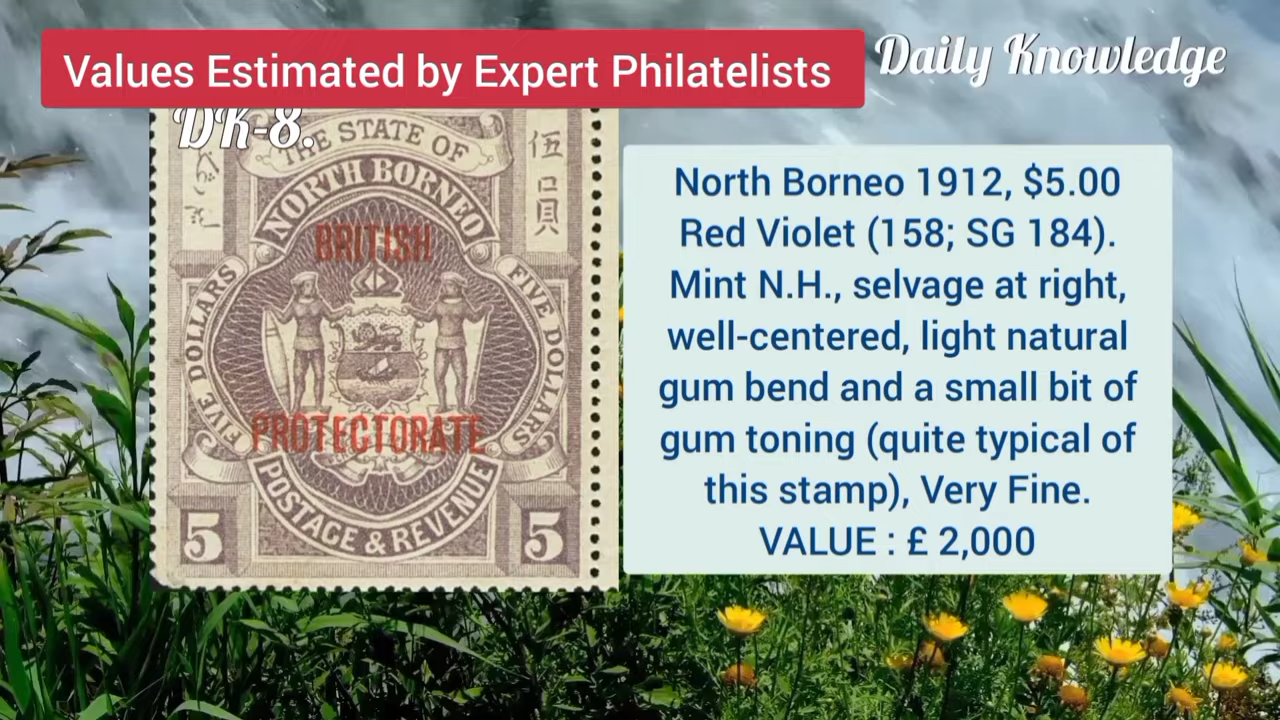 Values Estimated by Expert Philatelists
Daily Knowledge
DK-8.
THE STATE OF
NORTH BORNEO
伍
員
BRITISH
FIVE DOLLARS
FIVE DOLLARS
PROTECTORATE
POSTAGE & REVENUE
5
5
North Borneo 1912, $5.00
Red Violet (158; SG 184).
Mint N.H., selvage at right,
well-centered, light natural
gum bend and a small bit of
gum toning (quite typical of
this stamp), Very Fine.
VALUE : £ 2,000